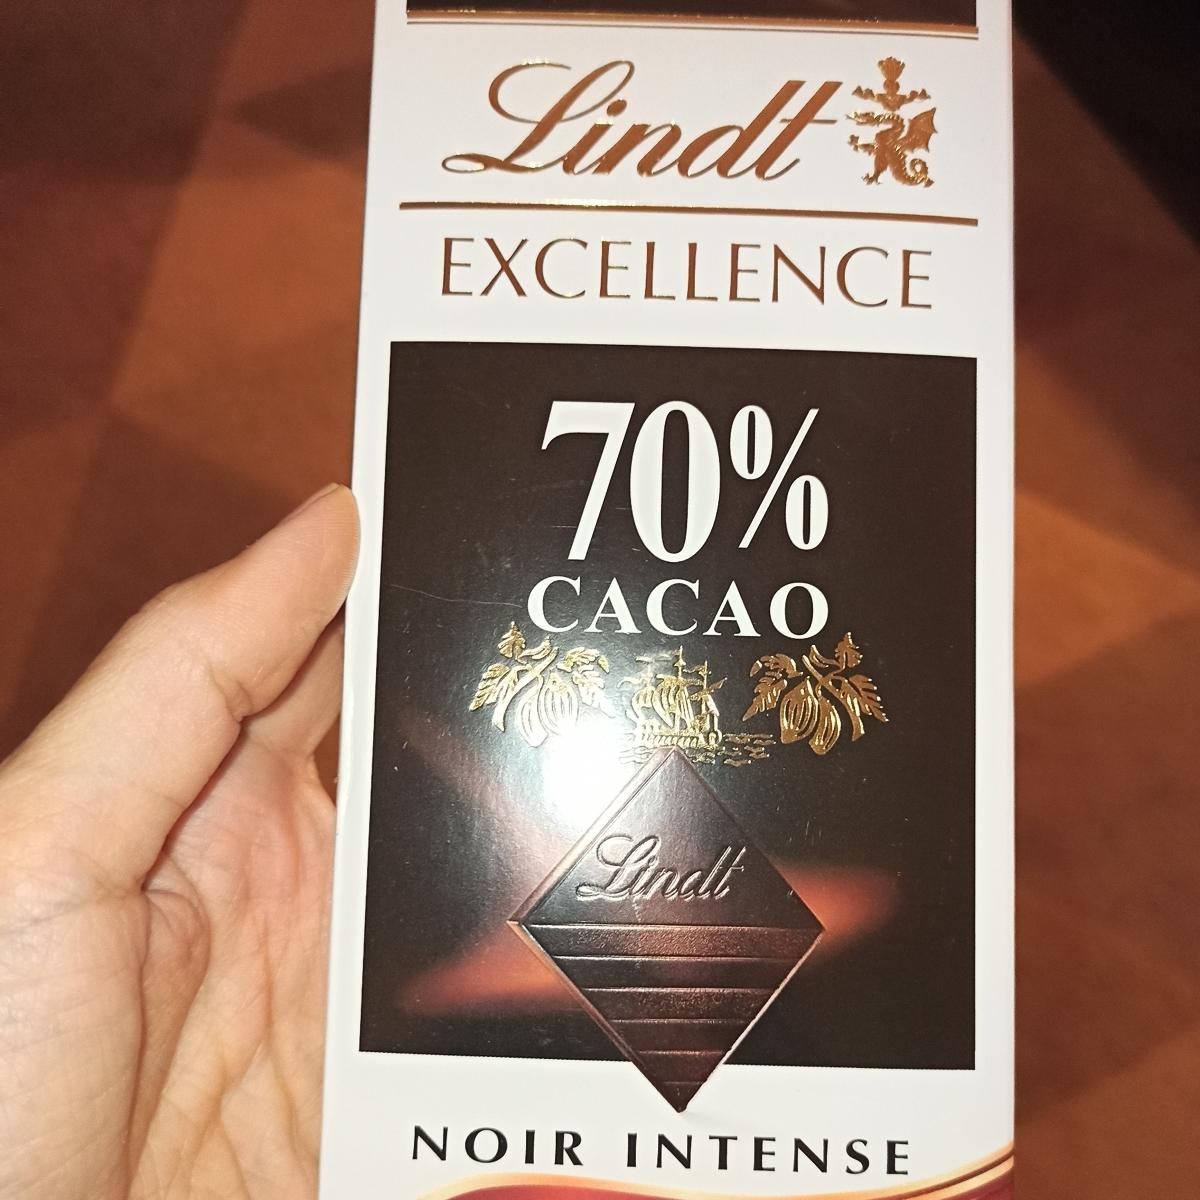 Lindt
EXCELLENCE
70%
CACAO
Lindt
NOIR INTENSE